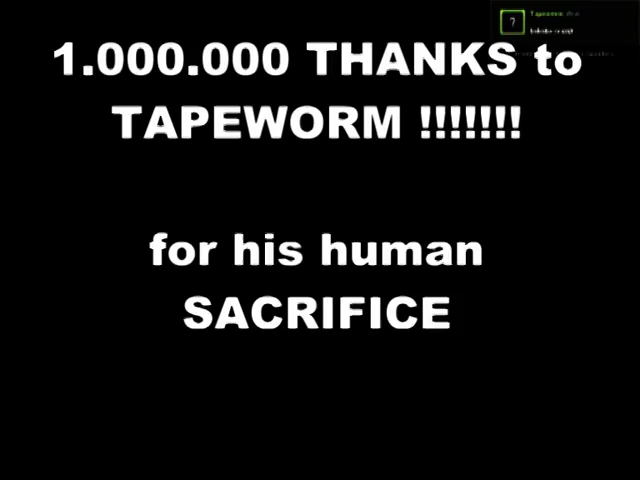 1.000.000 THANKS to
TAPEWORM !!!!!!!
for his human
SACRIFICE
?